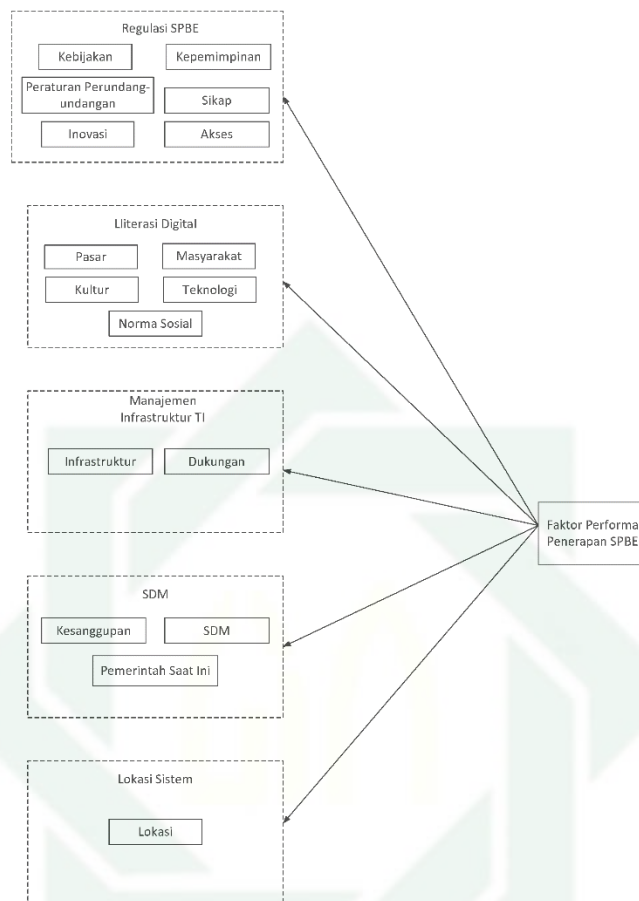 Regulasi SPBE
Kebijakan
Kepemimpinan
Peraturan Perundang-
undangan
Sikap
Inovasi
Akses
Lliterasi Digital
Pasar
Masyarakat
Kultur
Teknologi
Norma Sosial
Manajemen
Infrastruktur TI
Infrastruktur
Dukungan
Faktor Performa
Penerapan SPBE
SDM
Kesanggupan
SDM
Pemerintah Saat Ini
Lokasi Sistem
Lokasi